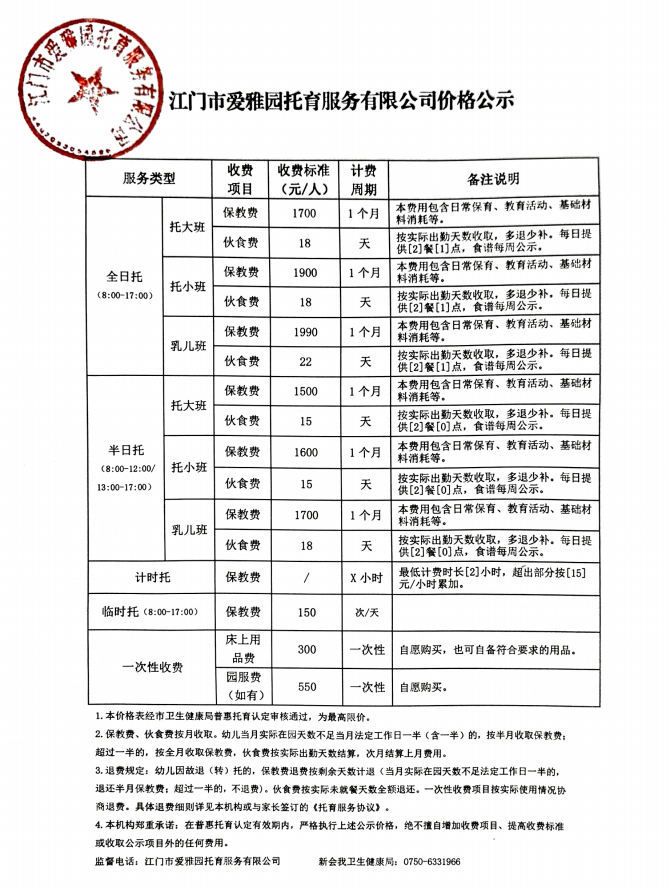 江门市爱雅园托育服务有限公司
江门市爱雅园托育服务有限公司价格公示
服务类型 收费项目 收费标准（元/人） 计费周期 备注说明
全日托（8:00-17:00）
托大班 保教费 1700 1个月 本费用包含日常保育、教育活动、基础材料消耗等。
伙食费 18 天 按实际出勤天数收取，多退少补。每日提供[2]餐[1]点，食谱每周公示。
托小班 保教费 1900 1个月 本费用包含日常保育、教育活动、基础材料消耗等。
伙食费 18 天 按实际出勤天数收取，多退少补。每日提供[2]餐[1]点，食谱每周公示。
乳儿班 保教费 1990 1个月 本费用包含日常保育、教育活动、基础材料消耗等。
伙食费 22 天 按实际出勤天数收取，多退少补。每日提供[2]餐[1]点，食谱每周公示。
半日托（8:00-12:00/13:00-17:00）
托大班 保教费 1500 1个月 本费用包含日常保育、教育活动、基础材料消耗等。
伙食费 15 天 按实际出勤天数收取，多退少补。每日提供[2]餐[0]点，食谱每周公示。
托小班 保教费 1600 1个月 本费用包含日常保育、教育活动、基础材料消耗等。
伙食费 15 天 按实际出勤天数收取，多退少补。每日提供[2]餐[0]点，食谱每周公示。
乳儿班 保教费 1700 1个月 本费用包含日常保育、教育活动、基础材料消耗等。
伙食费 18 天 按实际出勤天数收取，多退少补。每日提供[2]餐[0]点，食谱每周公示。
计时托 保教费 / X小时 最低计费时长[2]小时，超出部分按[15]元/小时累加。
临时托（8:00-17:00） 保教费 150 次/天
一次性收费 床上用品费 300 一次性 自愿购买，也可自备符合要求的用品。
园服费（如有） 550 一次性 自愿购买。
1.本价格表经市卫生健康局普惠托育认定审核通过，为最高限价。
2.保教费、伙食费按月收取。幼儿当月实际在园天数不足当月法定工作日一半（含一半）的，按半月收取保教费；
超过一半的，按全月收取保教费，伙食费按实际出勤天数结算，次月结算上月费用。
3.退费规定：幼儿因故退（转）托的，保教费退费按剩余天数计退（当月实际在园天数不足法定工作日一半的，
退还半月保教费；超过一半的，不退费）。伙食费按实际未就餐天数全额退还。一次性收费项目按实际使用情况协
商退费。具体退费细则详见本机构或与家长签订的《托育服务协议》。
4.本机构郑重承诺：在普惠托育认定有效期内，严格执行上述公示价格，绝不擅自增加收费项目、提高收费标准
或收取公示项目外的任何费用。
监督电话：江门市爱雅园托育服务有限公司 新会我卫生健康局：0750-6331966